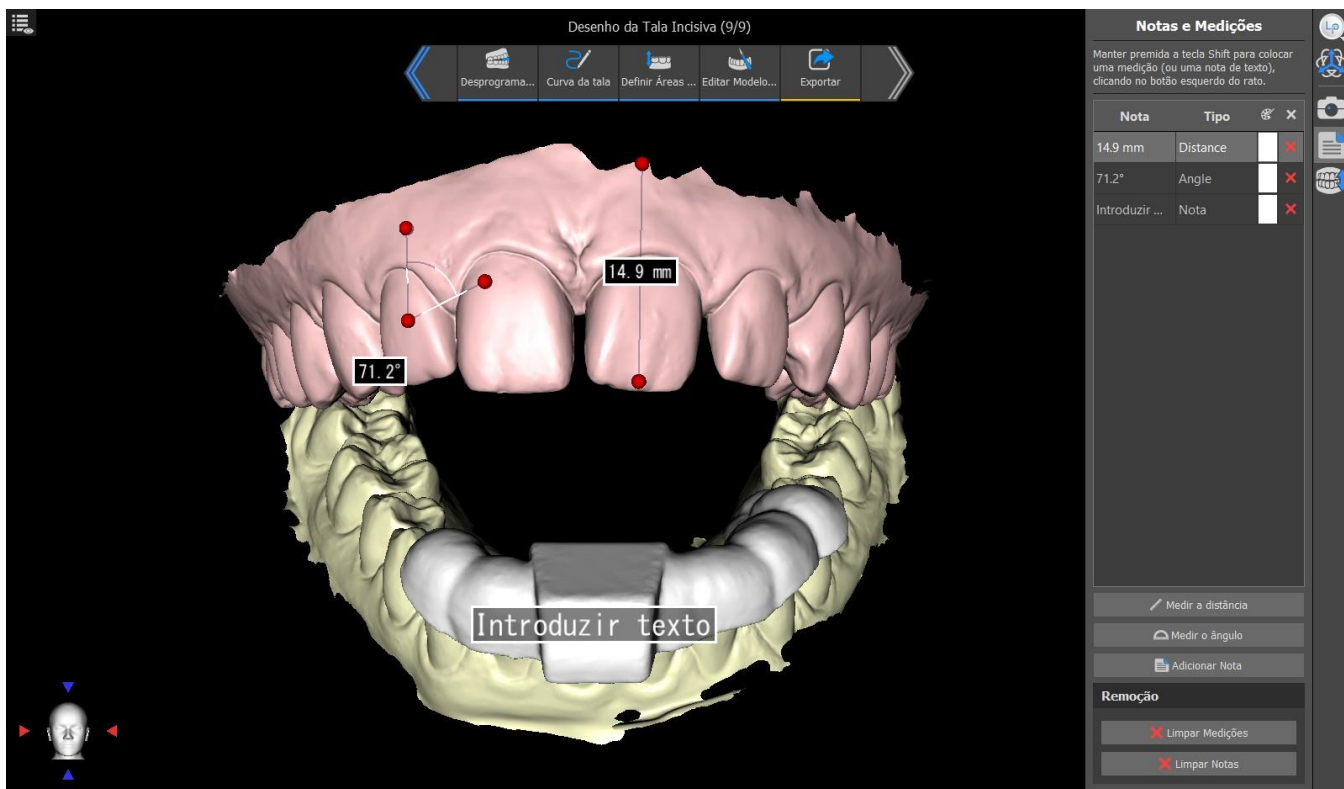 Desenho da Tala Incisiva (9/9)
Desprograma...
Curva da tala
Definir Áreas ...
Editar Modelo...
Exportar
14.9 mm
71.2°
Introduzir texto
Notas e Medições
Manter premida a tecla Shift para colocar
uma medição (ou uma nota de texto),
clicando no botão esquerdo do rato.
Nota Tipo
14.9 mm Distance
71.2° Angle
Introduzir ... Nota
Medir a distância
Medir o ângulo
Adicionar Nota
Remoção
Limpar Medições
Limpar Notas
Lp